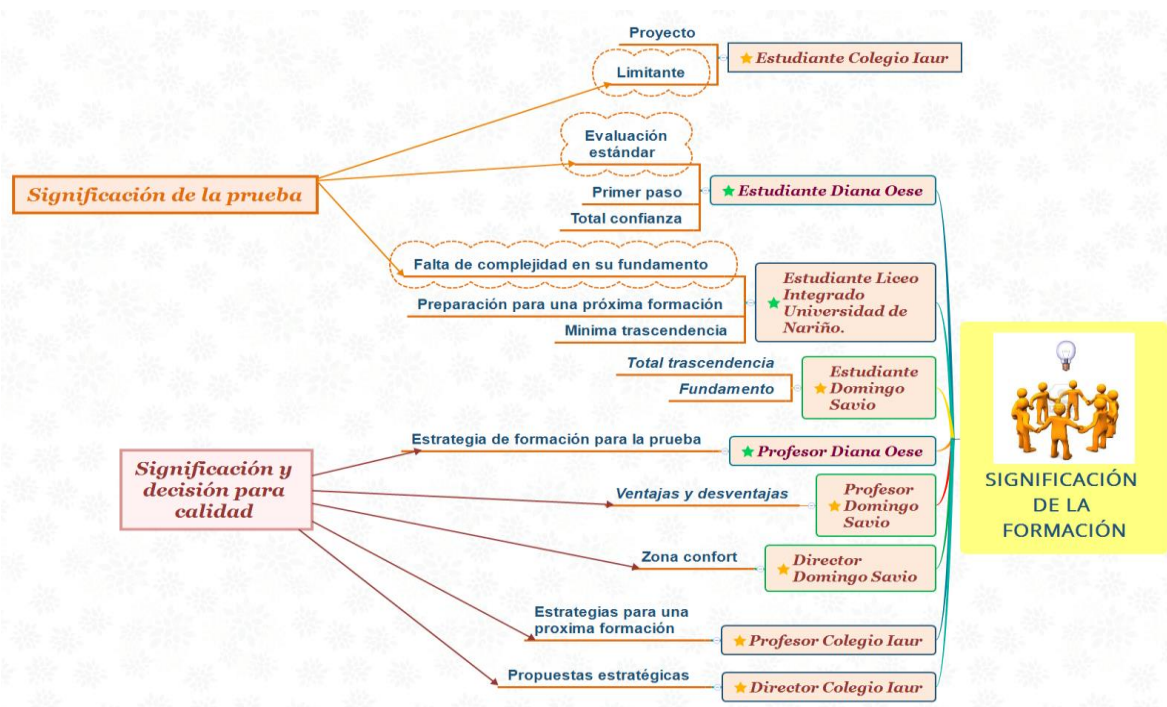 Proyecto
Estudiante Colegio Iaur
Limitante
Evaluación
estándar
Significación de la prueba
Primer paso
Estudiante Diana Oese
Total confianza
Falta de complejidad en su fundamento
Preparación para una próxima formación
Minima trascendencia
Estudiante Liceo
Integrado
Universidad de
Nariño.
Total trascendencia
Fundamento
Estudiante
Domingo
Savio
Estrategia de formación para la prueba
Profesor Diana Oese
Significación y
decisión para
calidad
Ventajas y desventajas
Profesor
Domingo
Savio
SIGNIFICACIÓN
DE LA
FORMACIÓN
Zona confort
Director
Domingo Savio
Estrategias para una
proxima formación
Profesor Colegio Iaur
Propuestas estratégicas
Director Colegio Iaur